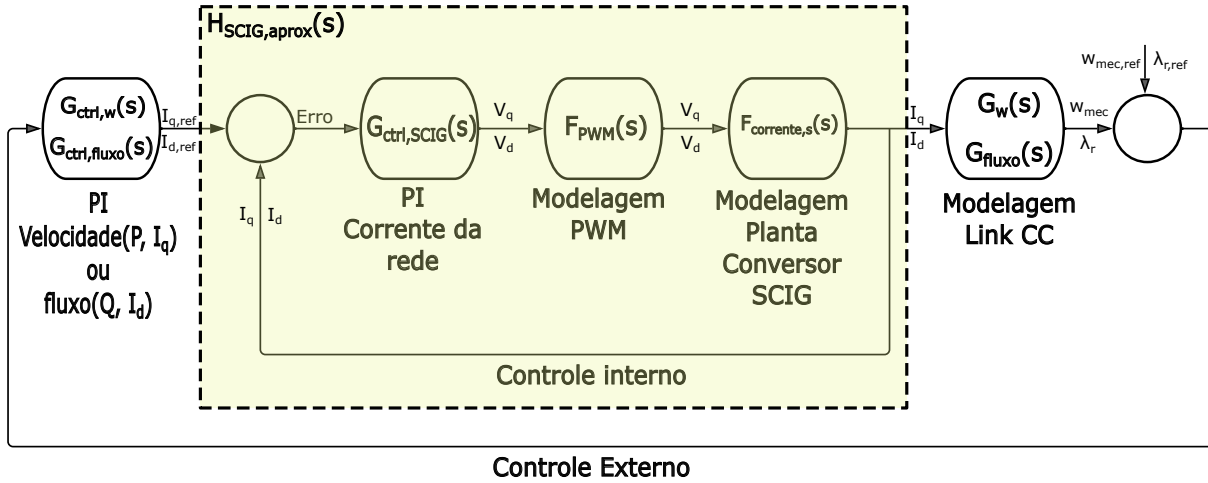 H_SCIG,aprox(s)
G_ctrl,w(s)
G_ctrl,fluxo(s)
PI
Velocidade(P, I_q)
ou
fluxo(Q, I_d)
I_q,ref
I_d,ref
Erro
G_ctrl,SCIG(s)
PI
Corrente da
rede
V_q
V_d
F_PWM(s)
Modelagem
PWM
V_q
V_d
F_corrente,s(s)
Modelagem
Planta
Conversor
SCIG
I_q
I_d
G_w(s)
G_fluxo(s)
Modelagem
Link CC
w_mec
λ_r
w_mec,ref
λ_r,ref
I_q
I_d
Controle interno
Controle Externo